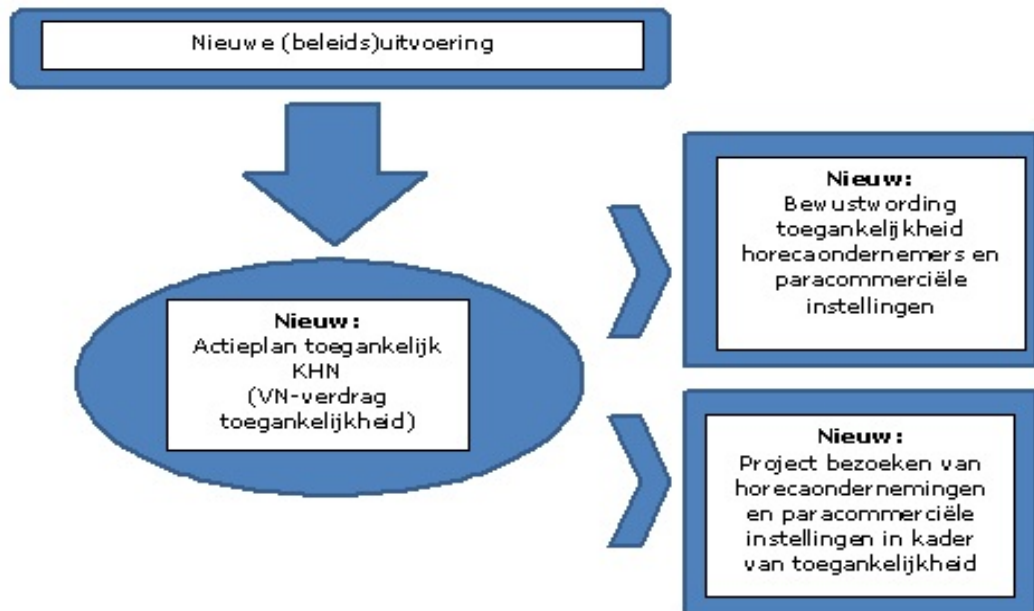 Nieuwe (beleids)uitvoering
Nieuw:
Actieplan toegankelijk
KHN
(VN-verdrag
toegankelijkheid)
Nieuw:
Bewustwording
toegankelijkheid
horecaondernemers en
paracommerciële
instellingen
Nieuw:
Project bezoeken van
horecaondernemingen
en paracommerciële
instellingen in kader
van toegankelijkheid